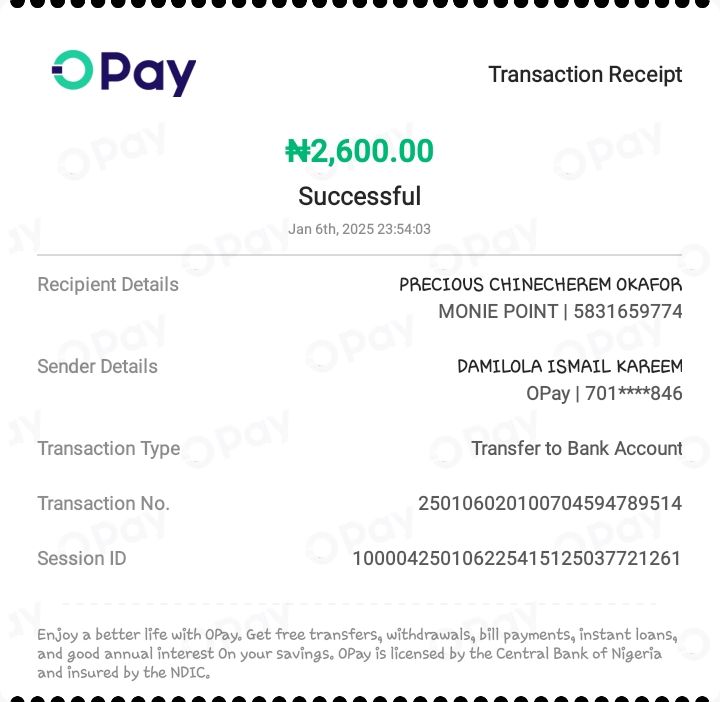 OPay
Transaction Receipt
₦2,600.00
Successful
Jan 6th, 2025 23:54:03
Recipient Details
PRECIOUS CHINECHEREM OKAFOR
MONIE POINT | 5831659774
Sender Details
DAMILOLA ISMAIL KAREEM
OPay | 701****846
Transaction Type
Transfer to Bank Account
Transaction No.
250106020100704594789514
Session ID
100004250106225415125037721261
Enjoy a better life with OPay. Get free transfers, withdrawals, bill payments, instant loans,
and good annual interest On your savings. OPay is licensed by the Central Bank of Nigeria
and insured by the NDIC.